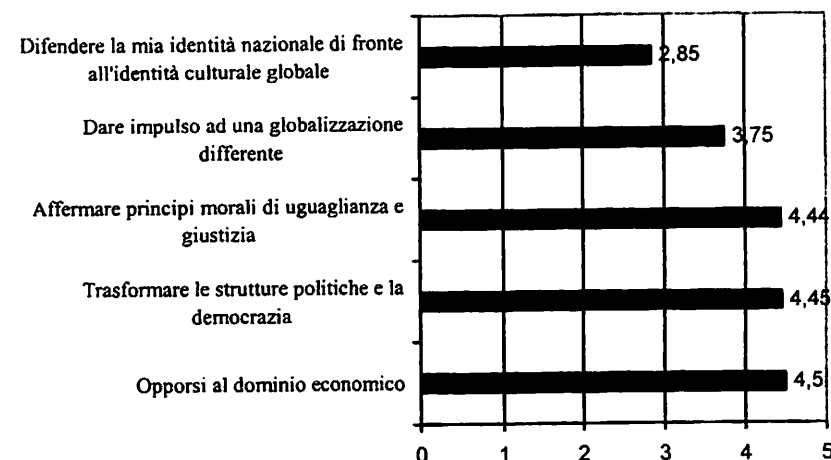 Difendere la mia identità nazionale di fronte
all'identità culturale globale
2,85
Dare impulso ad una globalizzazione
differente
3,75
Affermare principi morali di uguaglianza e
giustizia
4,44
Trasformare le strutture politiche e la
democrazia
4,45
Opporsi al dominio economico
4,5
0 1 2 3 4 5